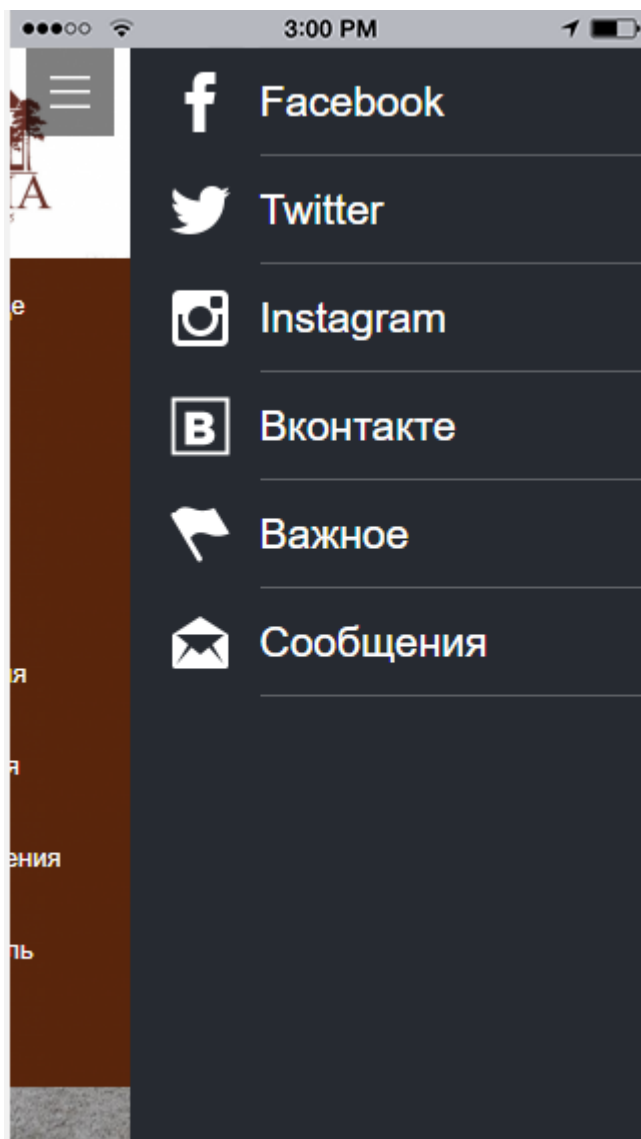 3:00 PM
Facebook
Twitter
Instagram
Вконтакте
Важное
Сообщения